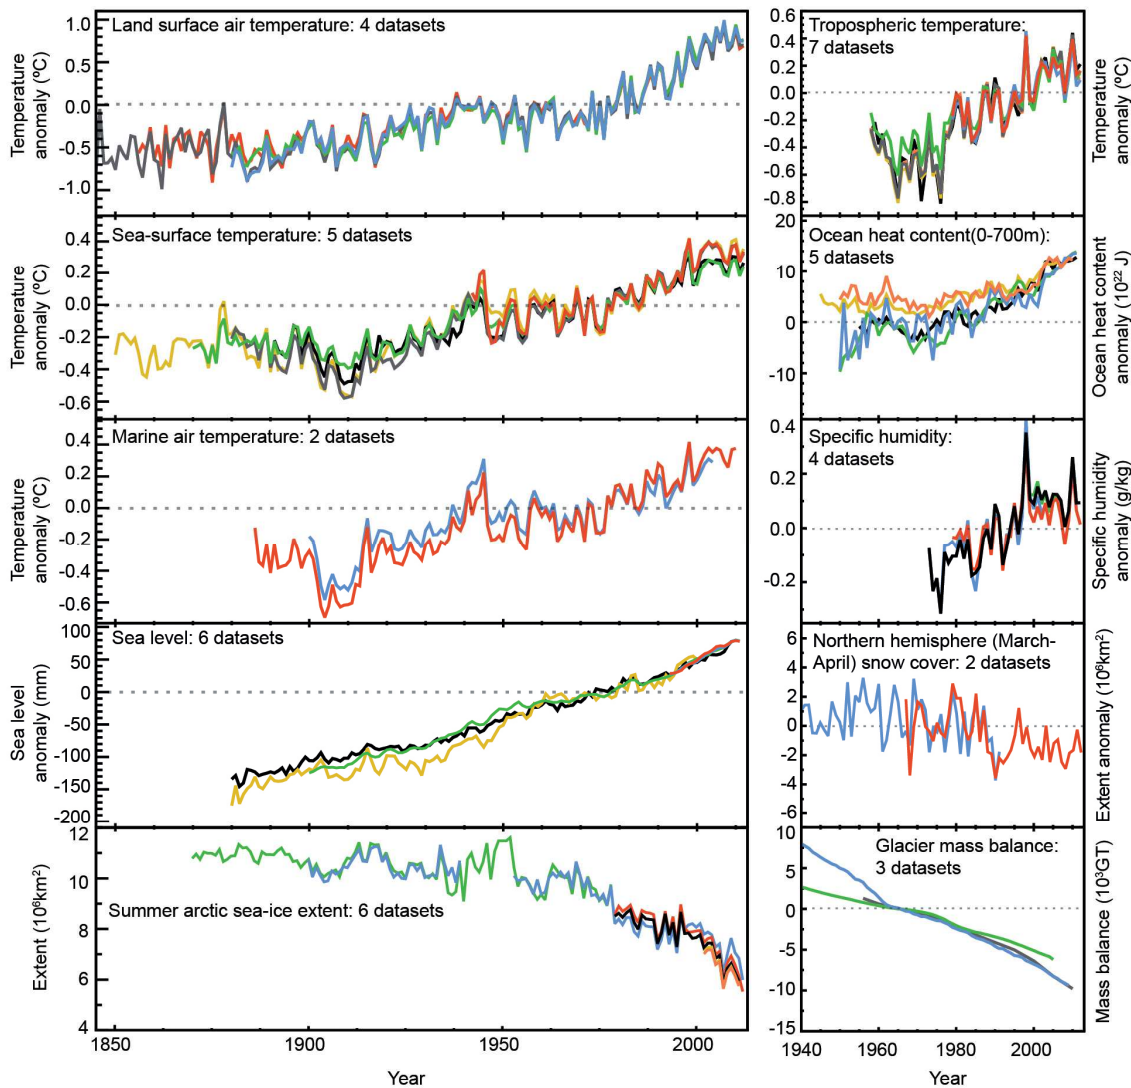 Land surface air temperature: 4 datasets
1.0
0.5
0.0
-0.5
-1.0
Temperature
anomaly (ºC)
Sea-surface temperature: 5 datasets
0.4
0.2
0.0
-0.2
-0.4
-0.6
Temperature
anomaly (ºC)
Marine air temperature: 2 datasets
0.4
0.2
0.0
-0.2
-0.4
-0.6
Temperature
anomaly (ºC)
Sea level: 6 datasets
100
50
0
-50
-100
-150
-200
Sea level
anomaly (mm)
Summer arctic sea-ice extent: 6 datasets
12
10
8
6
4
Extent (10⁶km²)
1850
1900
1950
2000
Year
Tropospheric temperature:
7 datasets
0.6
0.4
0.2
0.0
-0.2
-0.4
-0.6
-0.8
Temperature
anomaly (ºC)
Ocean heat content(0-700m):
5 datasets
20
10
0
-10
Ocean heat content
anomaly (10²² J)
Specific humidity:
4 datasets
0.4
0.2
0.0
-0.2
Specific humidity
anomaly (g/kg)
Northern hemisphere (March-
April) snow cover: 2 datasets
6
4
2
0
-2
-4
-6
Extent anomaly (10⁶km²)
Glacier mass balance:
3 datasets
10
5
0
-5
-10
-15
Mass balance (10³GT)
1940
1960
1980
2000
Year